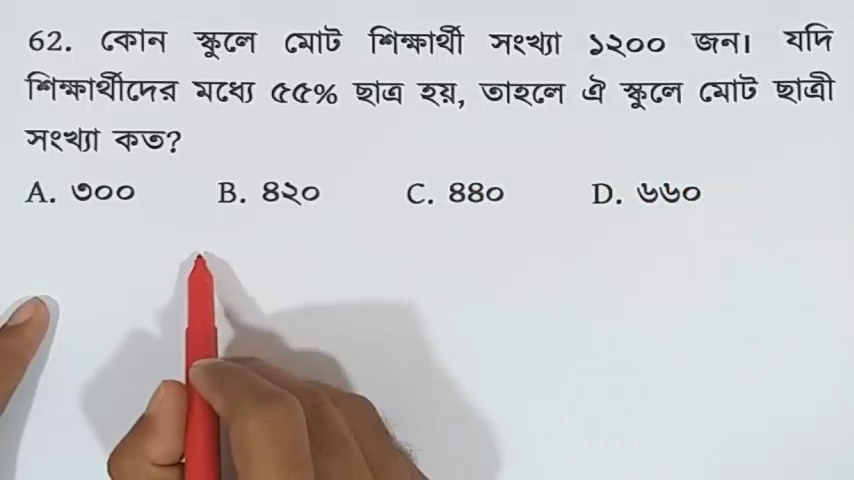 62. কোন স্কুলে মোট শিক্ষার্থী সংখ্যা ১২০০ জন। যদি
শিক্ষার্থীদের মধ্যে ৫৫% ছাত্র হয়, তাহলে ঐ স্কুলে মোট ছাত্রী
সংখ্যা কত?
A. ৩০০ B. ৪২০ C. ৪৪০ D. ৬৬০